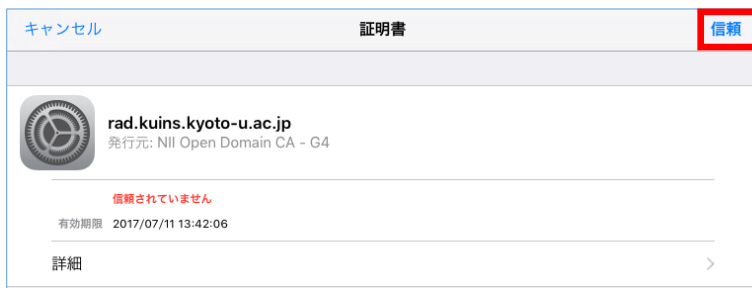 キャンセル 証明書 信頼
rad.kuins.kyoto-u.ac.jp
発行元: NII Open Domain CA - G4
信頼されていません
有効期限 2017/07/11 13:42:06
詳細